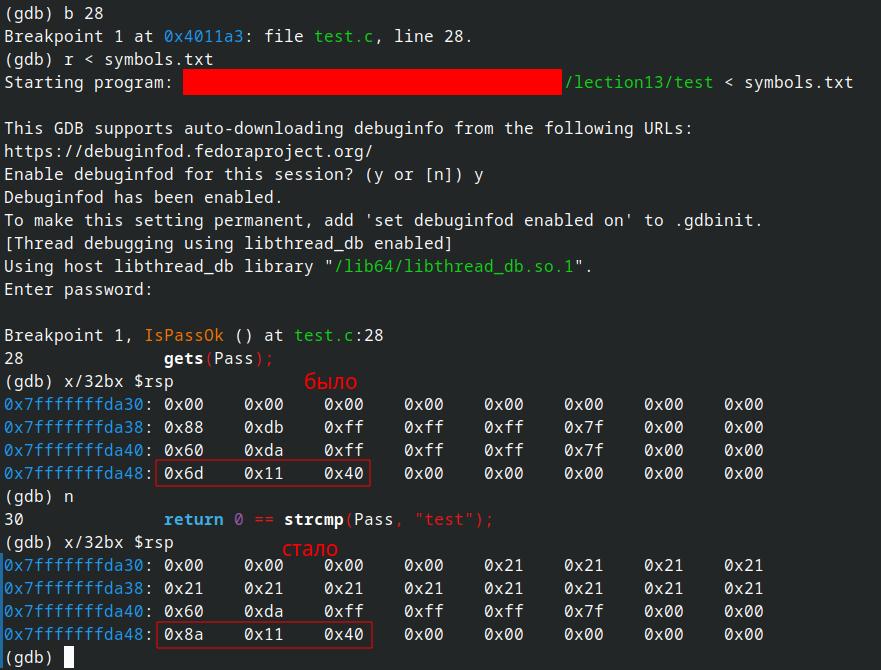 (gdb) b 28
Breakpoint 1 at 0x4011a3: file test.c, line 28.
(gdb) r < symbols.txt
Starting program: /lection13/test < symbols.txt
This GDB supports auto-downloading debuginfo from the following URLs:
https://debuginfod.fedoraproject.org/
Enable debuginfod for this session? (y or [n]) y
Debuginfod has been enabled.
To make this setting permanent, add 'set debuginfod enabled on' to .gdbinit.
[Thread debugging using libthread_db enabled]
Using host libthread_db library "/lib64/libthread_db.so.1".
Enter password:
Breakpoint 1, IsPassOk () at test.c:28
28 gets(Pass);
(gdb) x/32bx $rsp было
0x7fffffffda30: 0x00 0x00 0x00 0x00 0x00 0x00 0x00 0x00
0x7fffffffda38: 0x88 0xdb 0xff 0xff 0xff 0x7f 0x00 0x00
0x7fffffffda40: 0x60 0xda 0xff 0xff 0xff 0x7f 0x00 0x00
0x7fffffffda48: 0x6d 0x11 0x40 0x00 0x00 0x00 0x00 0x00
(gdb) n
30 return 0 == strcmp(Pass, "test");
(gdb) x/32bx $rsp стало
0x7fffffffda30: 0x00 0x00 0x00 0x00 0x21 0x21 0x21 0x21
0x7fffffffda38: 0x21 0x21 0x21 0x21 0x21 0x21 0x21 0x21
0x7fffffffda40: 0x60 0xda 0xff 0xff 0xff 0x7f 0x00 0x00
0x7fffffffda48: 0x8a 0x11 0x40 0x00 0x00 0x00 0x00 0x00
(gdb)